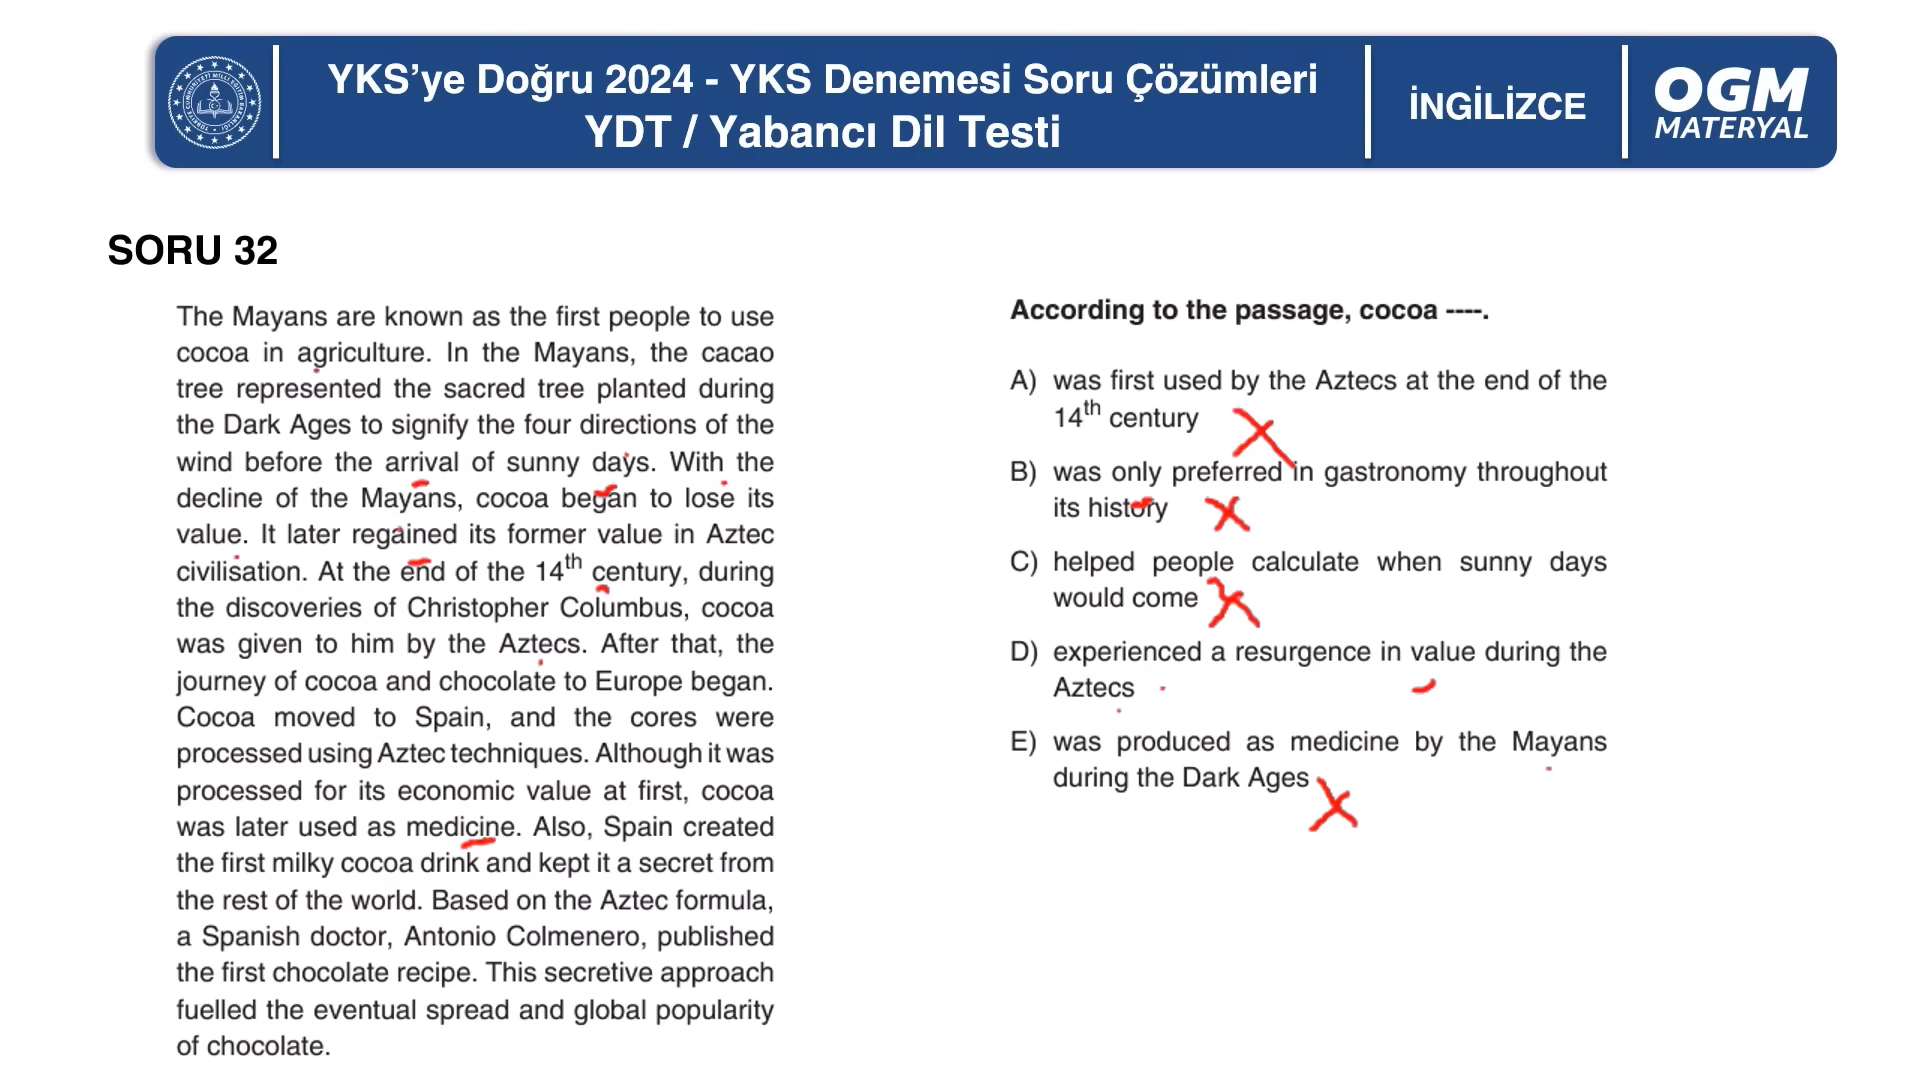 YKS'ye Doğru 2024 - YKS Denemesi Soru Çözümleri
YDT / Yabancı Dil Testi
İNGİLİZCE
OGM
MATERYAL
SORU 32
The Mayans are known as the first people to use
cocoa in agriculture. In the Mayans, the cacao
tree represented the sacred tree planted during
the Dark Ages to signify the four directions of the
wind before the arrival of sunny days. With the
decline of the Mayans, cocoa began to lose its
value. It later regained its former value in Aztec
civilisation. At the end of the 14th century, during
the discoveries of Christopher Columbus, cocoa
was given to him by the Aztecs. After that, the
journey of cocoa and chocolate to Europe began.
Cocoa moved to Spain, and the cores were
processed using Aztec techniques. Although it was
processed for its economic value at first, cocoa
was later used as medicine. Also, Spain created
the first milky cocoa drink and kept it a secret from
the rest of the world. Based on the Aztec formula,
a Spanish doctor, Antonio Colmenero, published
the first chocolate recipe. This secretive approach
fuelled the eventual spread and global popularity
of chocolate.
According to the passage, cocoa ----.
A) was first used by the Aztecs at the end of the
14th century
B) was only preferred in gastronomy throughout
its history
C) helped people calculate when sunny days
would come
D) experienced a resurgence in value during the
Aztecs
E) was produced as medicine by the Mayans
during the Dark Ages